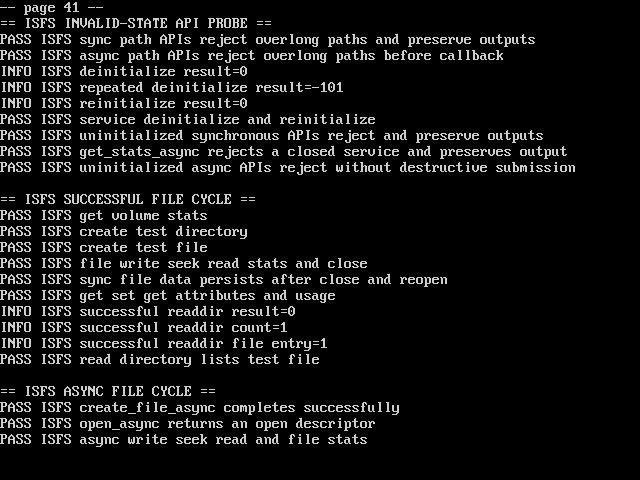 -- page 41 --
== ISFS INVALID-STATE API PROBE ==
PASS ISFS sync path APIs reject overlong paths and preserve outputs
PASS ISFS async path APIs reject overlong paths before callback
INFO ISFS deinitialize result=0
INFO ISFS repeated deinitialize result=-101
INFO ISFS reinitialize result=0
PASS ISFS service deinitialize and reinitialize
PASS ISFS uninitialized synchronous APIs reject and preserve outputs
PASS ISFS get_stats_async rejects a closed service and preserves output
PASS ISFS uninitialized async APIs reject without destructive submission
== ISFS SUCCESSFUL FILE CYCLE ==
PASS ISFS get volume stats
PASS ISFS create test directory
PASS ISFS create test file
PASS ISFS file write seek read stats and close
PASS ISFS sync file data persists after close and reopen
PASS ISFS get set get attributes and usage
INFO ISFS successful readdir result=0
INFO ISFS successful readdir count=1
INFO ISFS successful readdir file entry=1
PASS ISFS read directory lists test file
== ISFS ASYNC FILE CYCLE ==
PASS ISFS create_file_async completes successfully
PASS ISFS open_async returns an open descriptor
PASS ISFS async write seek read and file stats